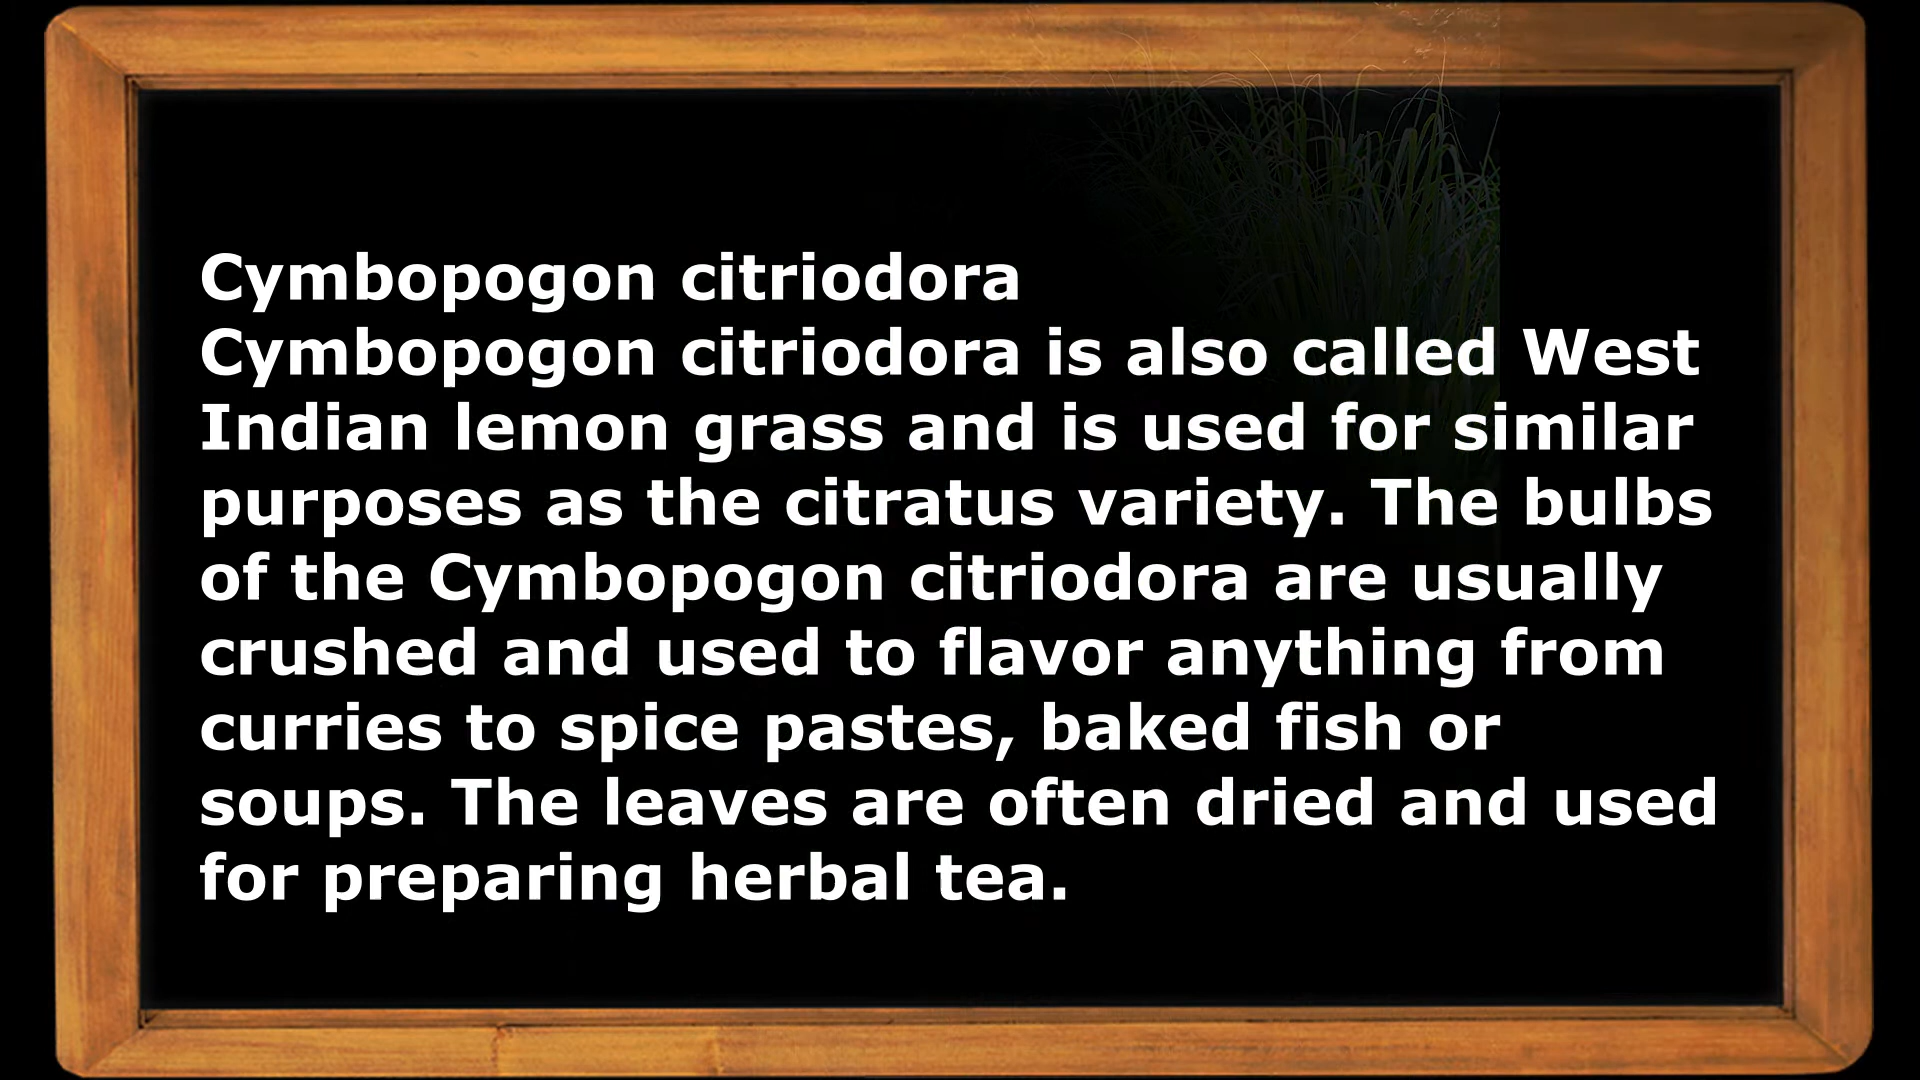 Cymbopogon citriodora
Cymbopogon citriodora is also called West
Indian lemon grass and is used for similar
purposes as the citratus variety. The bulbs
of the Cymbopogon citriodora are usually
crushed and used to flavor anything from
curries to spice pastes, baked fish or
soups. The leaves are often dried and used
for preparing herbal tea.